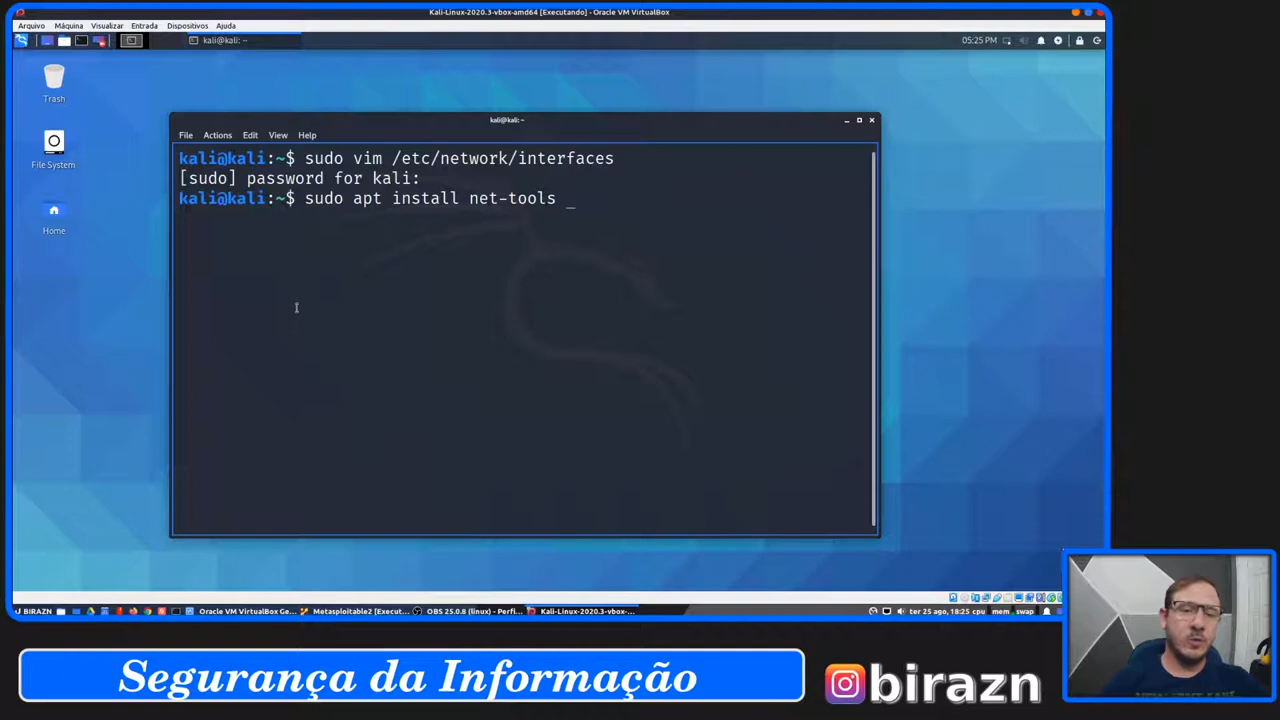 Kali-Linux-2020.3-vbox-amd64 [Executando] - Oracle VM VirtualBox
Arquivo Máquina Visualizar Entrada Dispositivos Ajuda
kali@kali: ~
05:25 PM
Trash
File System
Home
kali@kali:~
File Actions Edit View Help
kali@kali:~$ sudo vim /etc/network/interfaces
[sudo] password for kali:
kali@kali:~$ sudo apt install net-tools _
BIRAZN
Oracle VM VirtualBox Ge...
Metasploitable2 [Execut...
OBS 25.0.8 (linux) - Perfi...
Kali-Linux-2020.3-vbox-...
ter 25 ago, 18:25 cpu mem swap
Segurança da Informação
birazn